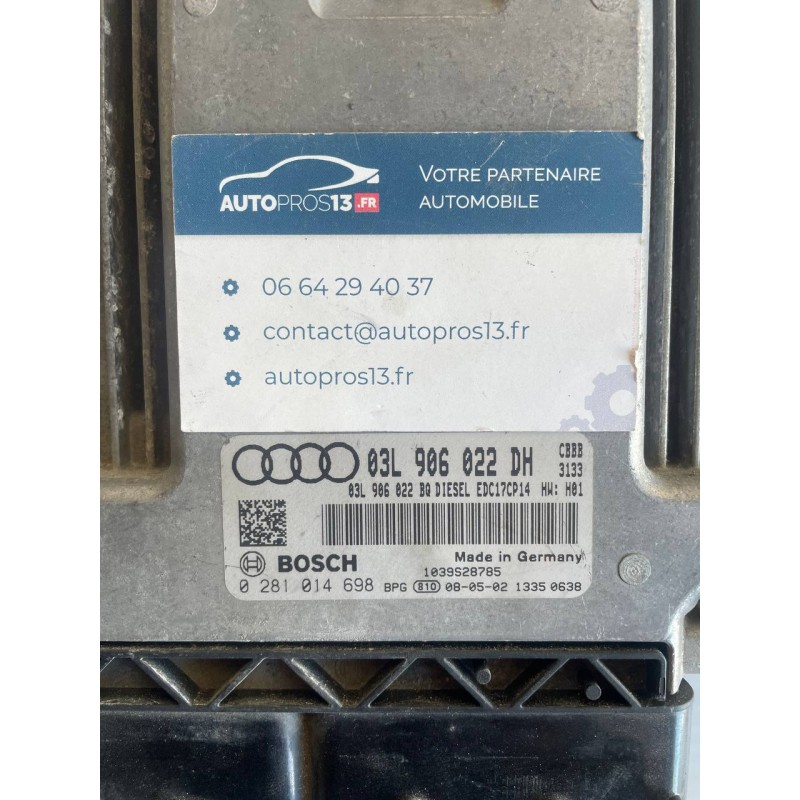 AUTOPROS13.FR
VOTRE PARTENAIRE
AUTOMOBILE
06 64 29 40 37
contact@autopros13.fr
autopros13.fr
03L 906 022 DH CBBB
3133
03L 906 022 BQ DIESEL EDC17CP14 HW: H01
BOSCH Made in Germany
1039S28785
0 281 014 698 BPG 810 08-05-02 1335 0638